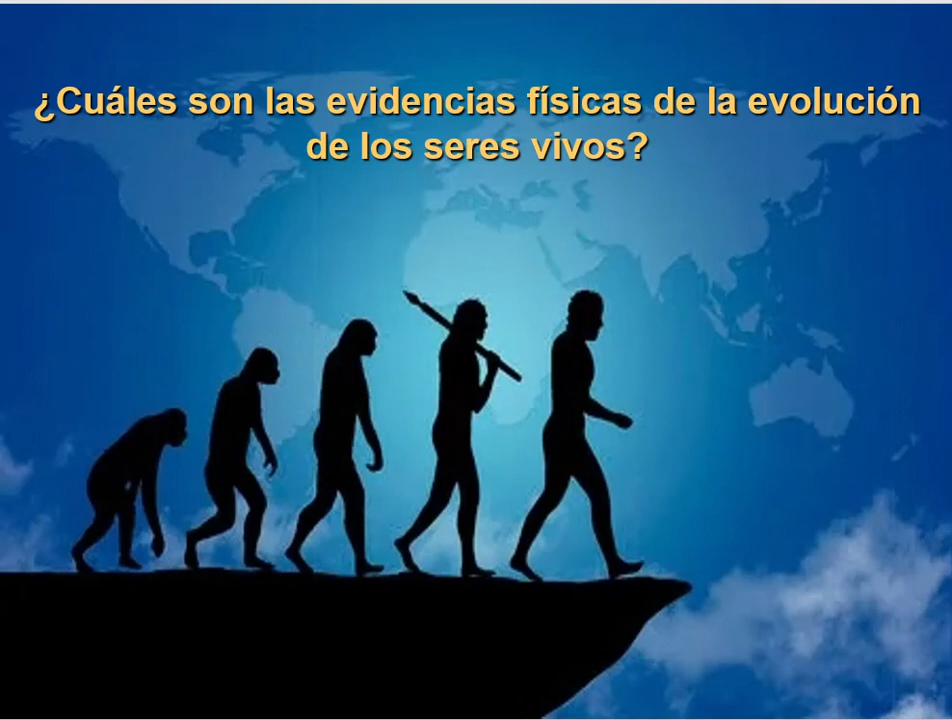 ¿Cuáles son las evidencias físicas de la evolución
de los seres vivos?